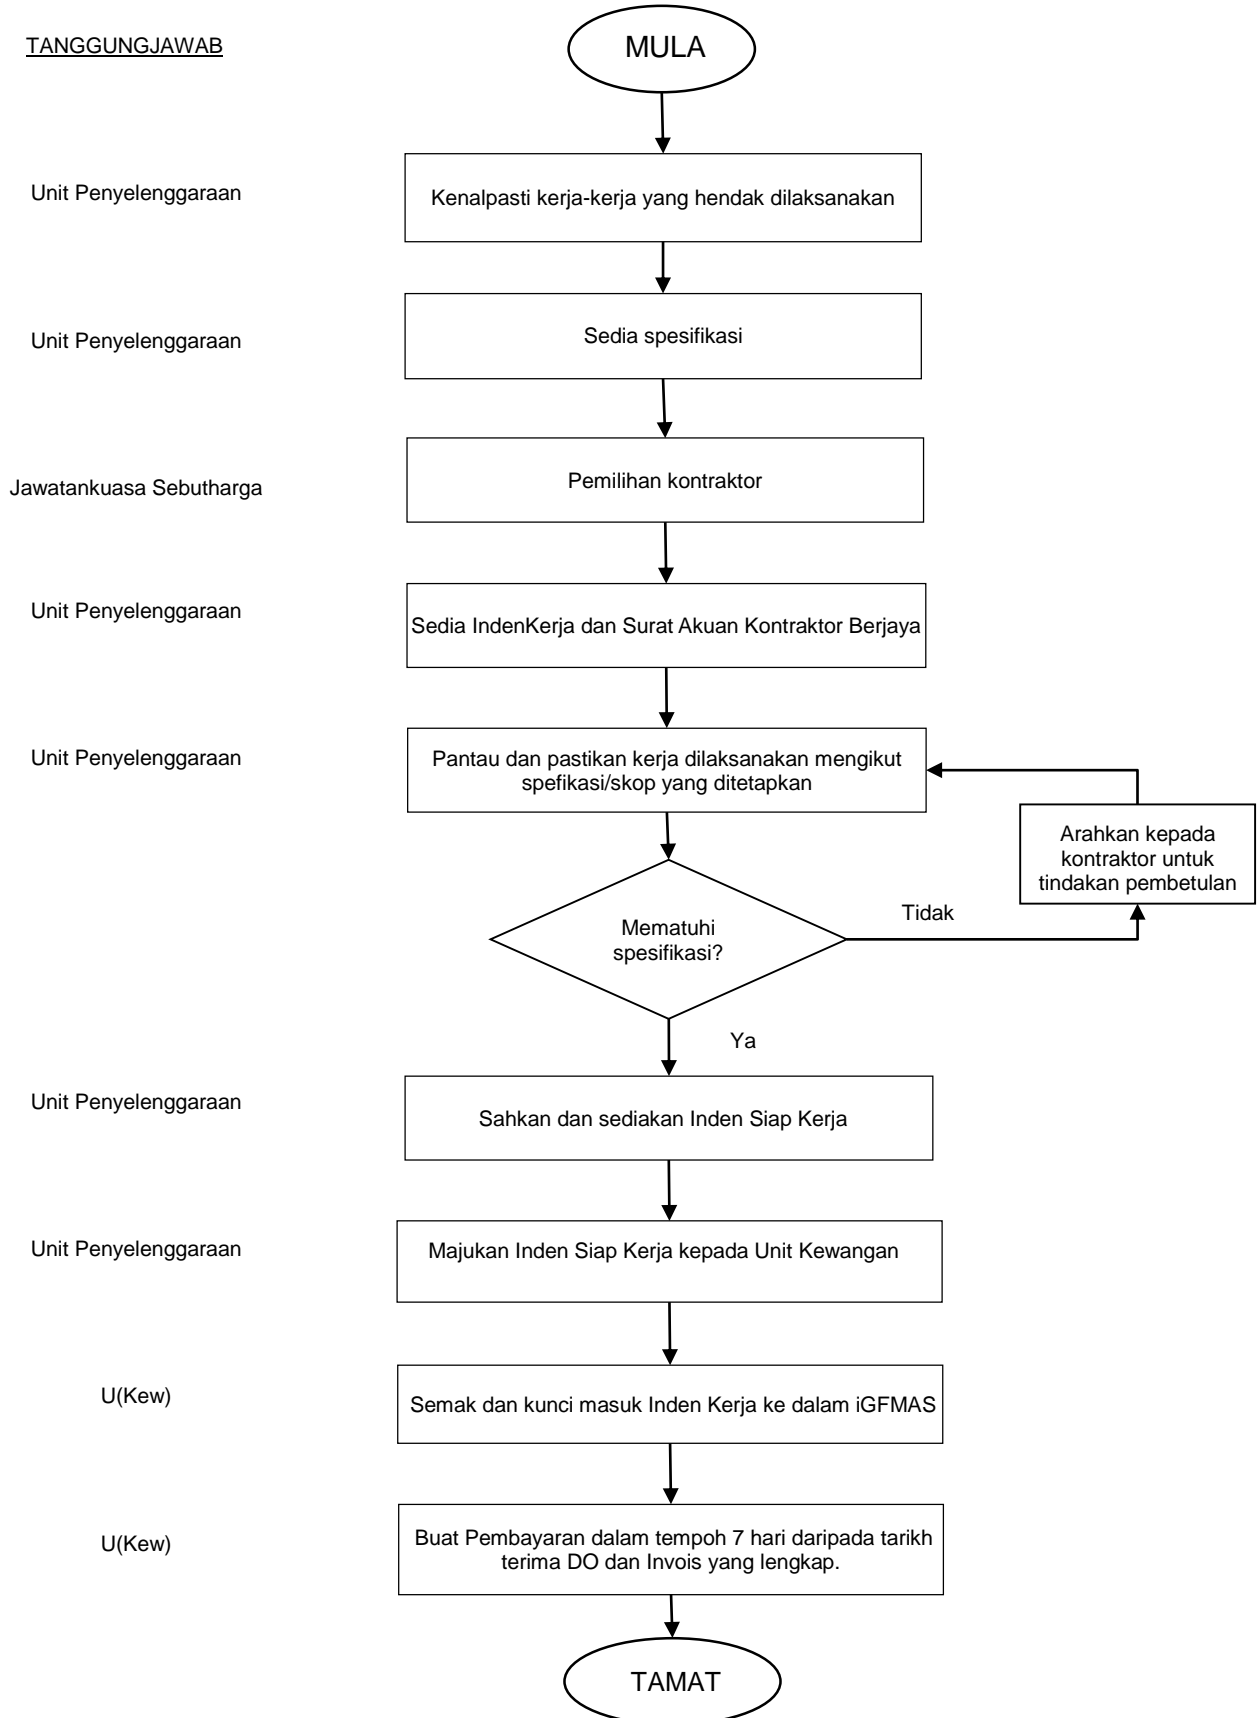 TANGGUNGJAWAB
MULA
Unit Penyelenggaraan
Kenalpasti kerja-kerja yang hendak dilaksanakan
Unit Penyelenggaraan
Sedia spesifikasi
Jawatankuasa Sebutharga
Pemilihan kontraktor
Unit Penyelenggaraan
Sedia IndenKerja dan Surat Akuan Kontraktor Berjaya
Unit Penyelenggaraan
Pantau dan pastikan kerja dilaksanakan mengikut
spefikasi/skop yang ditetapkan
Arahkan kepada
kontraktor untuk
tindakan pembetulan
Mematuhi
spesifikasi?
Tidak
Ya
Unit Penyelenggaraan
Sahkan dan sediakan Inden Siap Kerja
Unit Penyelenggaraan
Majukan Inden Siap Kerja kepada Unit Kewangan
U(Kew)
Semak dan kunci masuk Inden Kerja ke dalam iGFMAS
U(Kew)
Buat Pembayaran dalam tempoh 7 hari daripada tarikh
terima DO dan Invois yang lengkap.
TAMAT